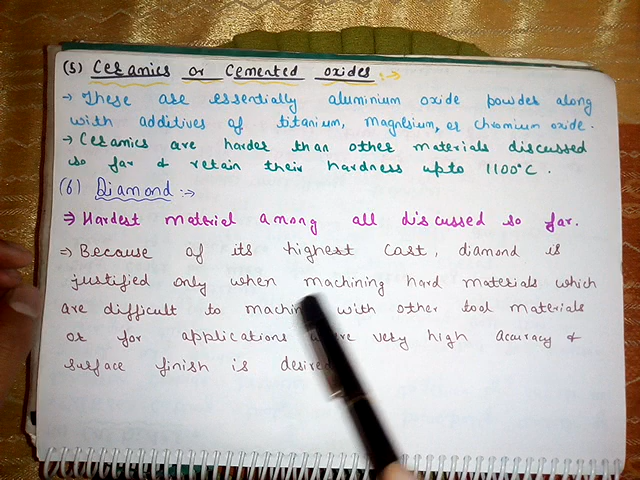 (5) Ceramics or Cemented oxides :→
→ These are essentially aluminium oxide powder along
with additives of titanium, magnesium, or chromium oxide.
→ Ceramics are harder than other materials discussed
so far & retain their hardness upto 1100°C.
(6) Diamond :→
⇒ Hardest material among all discussed so far.
⇒ Because of its highest cost, diamond is
justified only when machining hard materials which
are difficult to machin with other tool materials
or for applications very high accuracy &
surface finish is desire